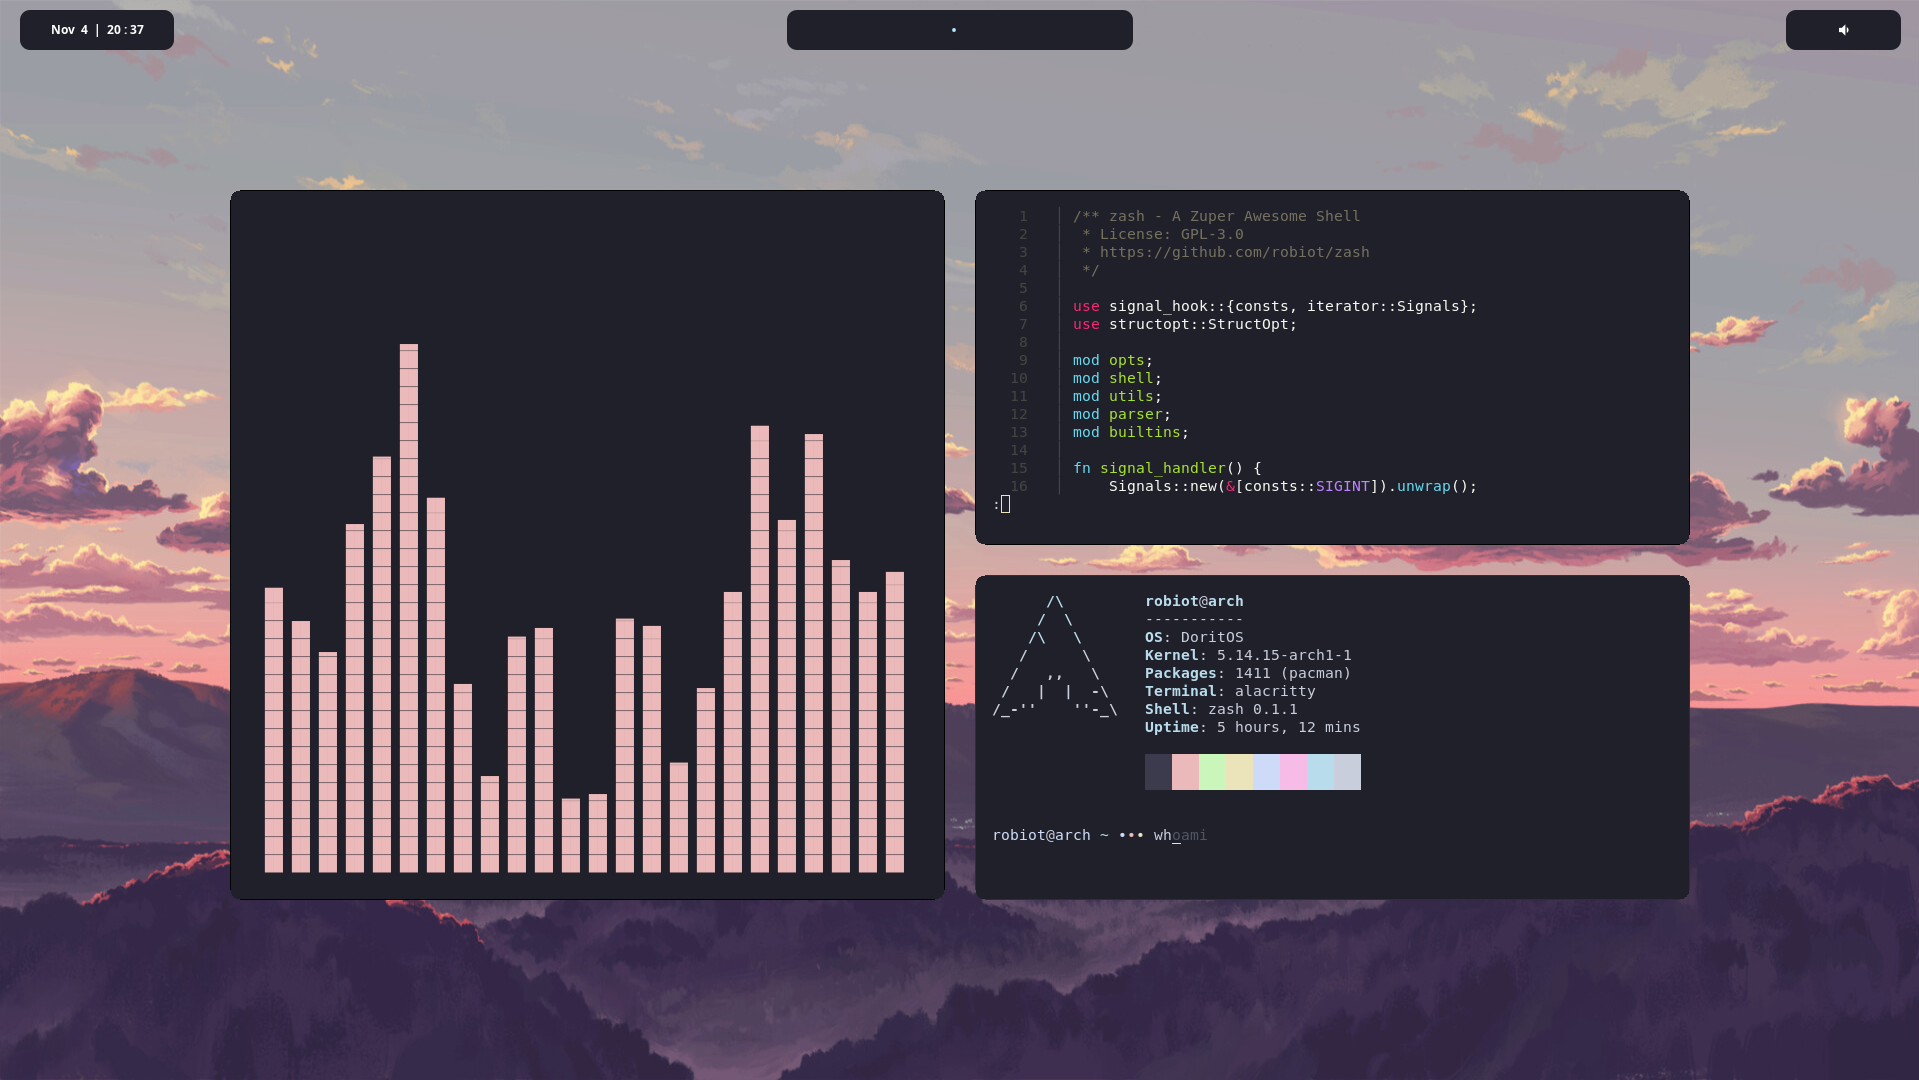 Nov 4 | 20:37
1 /** zash - A Zuper Awesome Shell
2  * License: GPL-3.0
3  * https://github.com/robiot/zash
4  */
5
6 use signal_hook::{consts, iterator::Signals};
7 use structopt::StructOpt;
8
9 mod opts;
10 mod shell;
11 mod utils;
12 mod parser;
13 mod builtins;
14
15 fn signal_handler() {
16     Signals::new(&[consts::SIGINT]).unwrap();
:
robiot@arch
-----------
OS: DoritOS
Kernel: 5.14.15-arch1-1
Packages: 1411 (pacman)
Terminal: alacritty
Shell: zash 0.1.1
Uptime: 5 hours, 12 mins
robiot@arch ~ ••• whoami